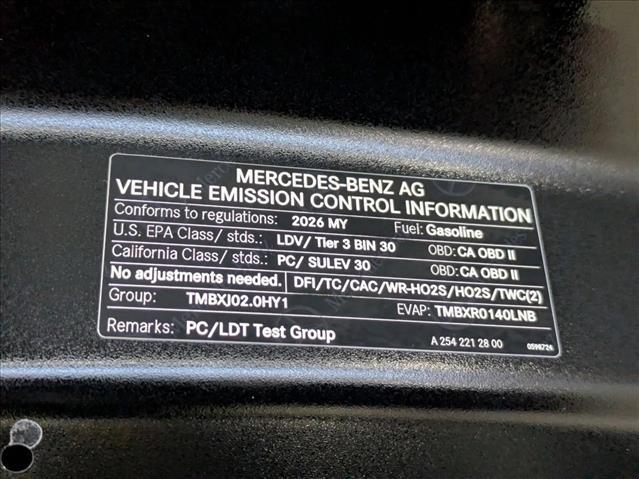 MERCEDES-BENZ AG
VEHICLE EMISSION CONTROL INFORMATION
Conforms to regulations: 2026 MY Fuel: Gasoline
U.S. EPA Class/ stds.: LDV/ Tier 3 BIN 30 OBD: CA OBD II
California Class/ stds.: PC/ SULEV 30 OBD: CA OBD II
No adjustments needed. DFI/TC/CAC/WR-HO2S/HO2S/TWC(2)
Group: TMBXJ02.0HY1 EVAP: TMBXR0140LNB
Remarks: PC/LDT Test Group A 254 221 28 00